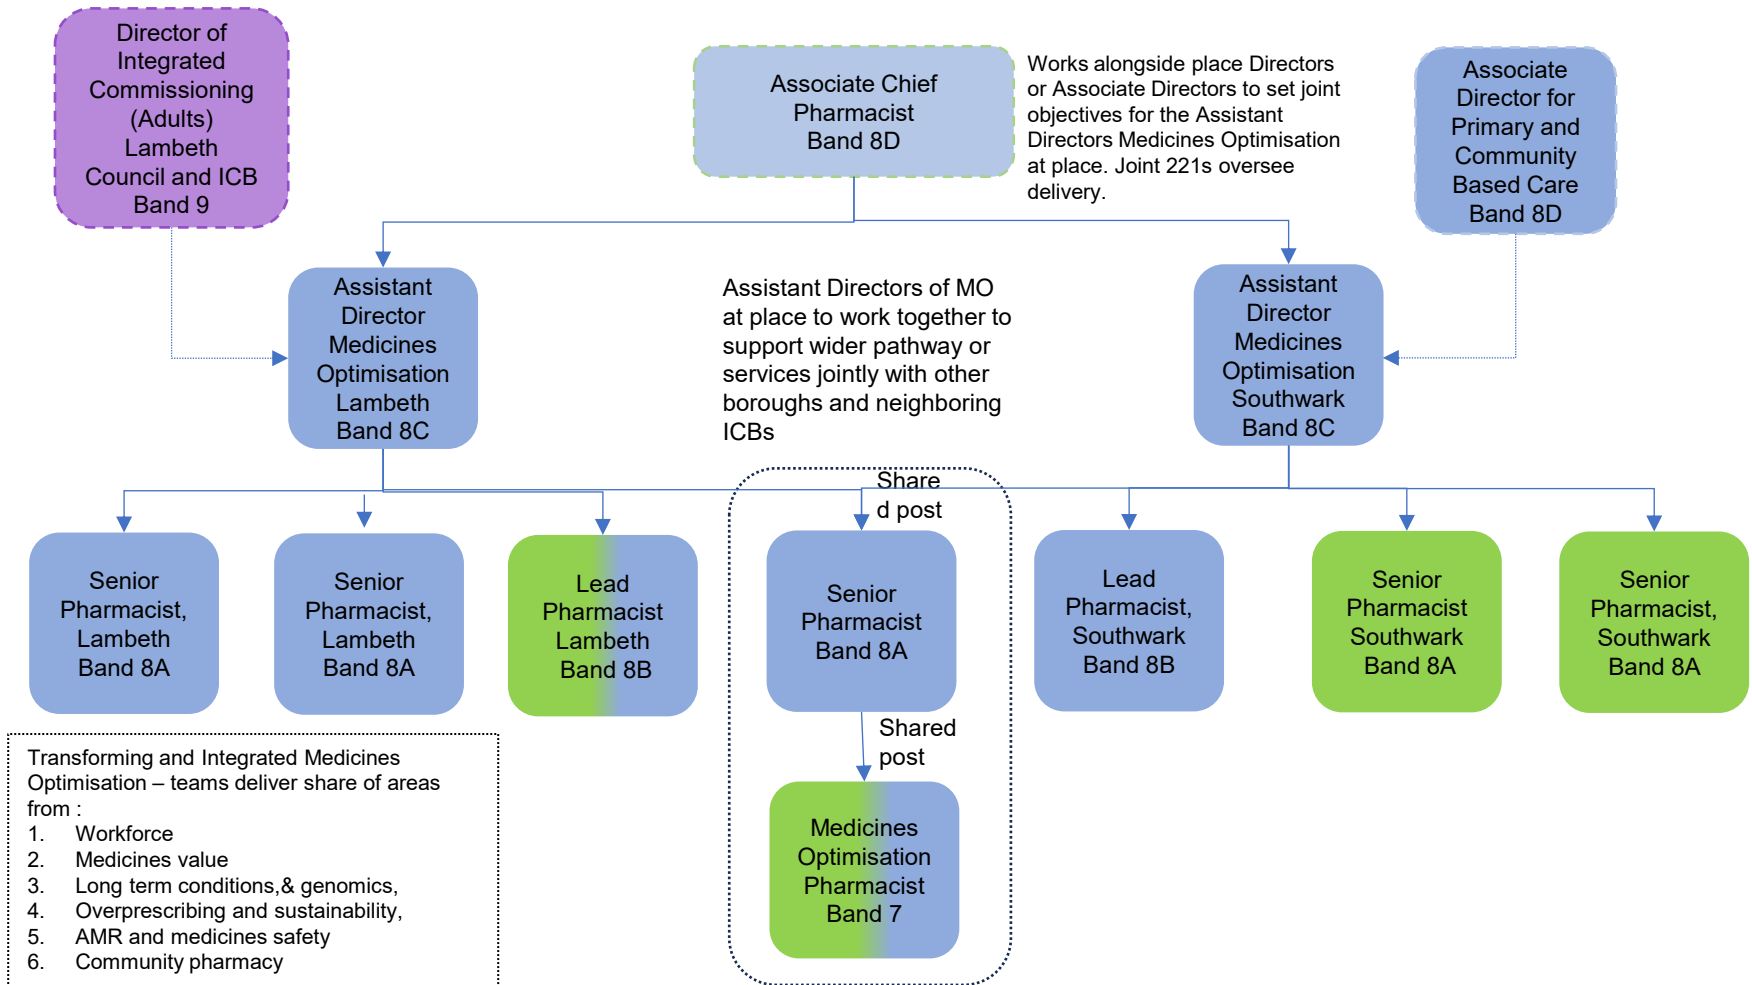 Director of
Integrated
Commissioning
(Adults)
Lambeth
Council and ICB
Band 9
Associate Chief
Pharmacist
Band 8D
Works alongside place Directors
or Associate Directors to set joint
objectives for the Assistant
Directors Medicines Optimisation
at place. Joint 221s oversee
delivery.
Associate
Director for
Primary and
Community
Based Care
Band 8D
Assistant
Director
Medicines
Optimisation
Lambeth
Band 8C
Assistant Directors of MO
at place to work together to
support wider pathway or
services jointly with other
boroughs and neighboring
ICBs
Assistant
Director
Medicines
Optimisation
Southwark
Band 8C
Share
d post
Senior
Pharmacist,
Lambeth
Band 8A
Senior
Pharmacist,
Lambeth
Band 8A
Lead
Pharmacist
Lambeth
Band 8B
Senior
Pharmacist
Band 8A
Lead
Pharmacist,
Southwark
Band 8B
Senior
Pharmacist
Southwark
Band 8A
Senior
Pharmacist,
Southwark
Band 8A
Shared
post
Medicines
Optimisation
Pharmacist
Band 7
Transforming and Integrated Medicines
Optimisation – teams deliver share of areas
from :
1. Workforce
2. Medicines value
3. Long term conditions,& genomics,
4. Overprescribing and sustainability,
5. AMR and medicines safety
6. Community pharmacy